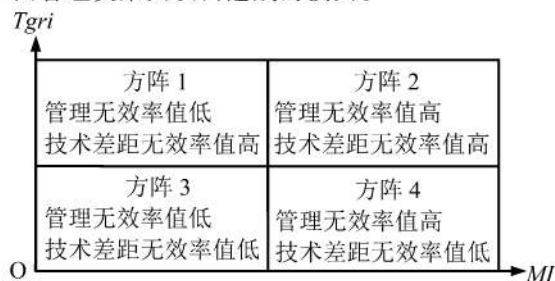 Tgri
方阵 1
管理无效率值低
技术差距无效率值高
方阵 2
管理无效率值高
技术差距无效率值高
方阵 3
管理无效率值低
技术差距无效率值低
方阵 4
管理无效率值高
技术差距无效率值低
O
MI